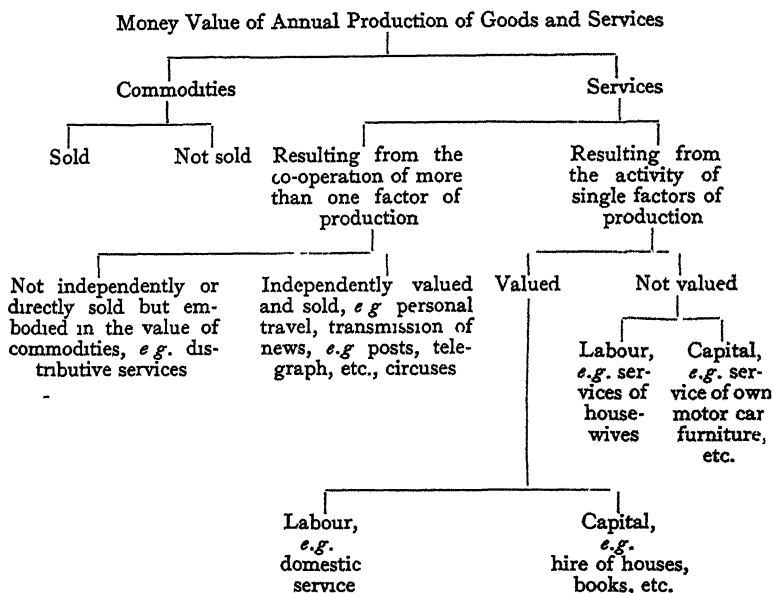 Money Value of Annual Production of Goods and Services
Commodities
Services
Sold
Not sold
Resulting from the
co-operation of more
than one factor of
production
Resulting from
the activity of
single factors of
production
Not independently or
directly sold but em-
bodied in the value of
commodities, e g. dis-
tributive services
Independently valued
and sold, e g personal
travel, transmission of
news, e.g posts, tele-
graph, etc., circuses
Valued
Not valued
Labour,
e.g. ser-
vices of
house-
wives
Capital,
e.g. ser-
vice of own
motor car
furniture,
etc.
Labour,
e.g.
domestic
service
Capital,
e.g.
hire of houses,
books, etc.